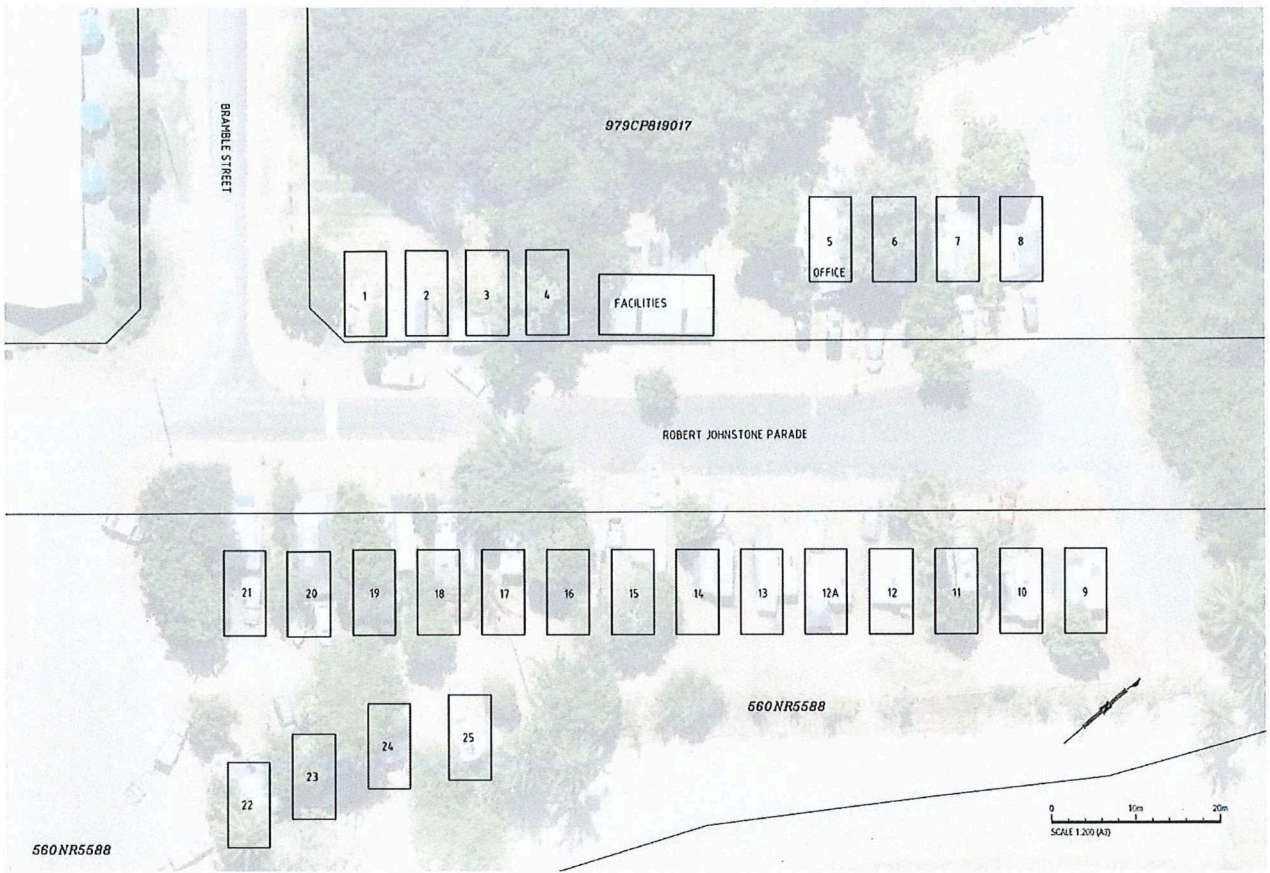 BRAMBLE STREET
979CP819017
5 6 7 8
OFFICE
1 2 3 4 FACILITIES
ROBERT JOHNSTONE PARADE
21 20 19 18 17 16 15 14 13 12A 12 11 10 9
560NR5588
25
24
23
22
0 10m 20m
SCALE 1:200 (A3)
560NR5588